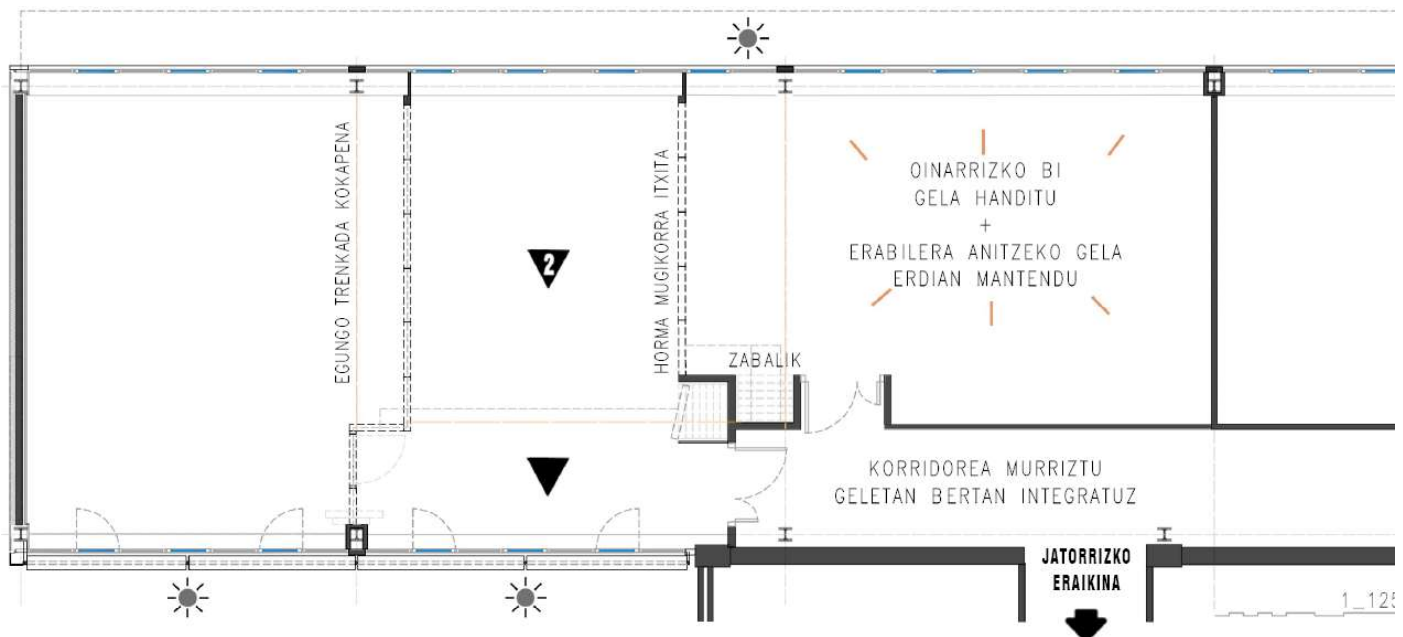 EGUNGO TRENKADA KOKAPENA
2
HORMA MUGIKORRA ITXITA
OINARRIZKO BI
GELA HANDITU
+
ERABILERA ANITZEKO GELA
ERDIAN MANTENDU
ZABALIK
KORRIDOREA MURRIZTU
GELETAN BERTAN INTEGRATUZ
JATORRIZKO
ERAIKINA
1_125